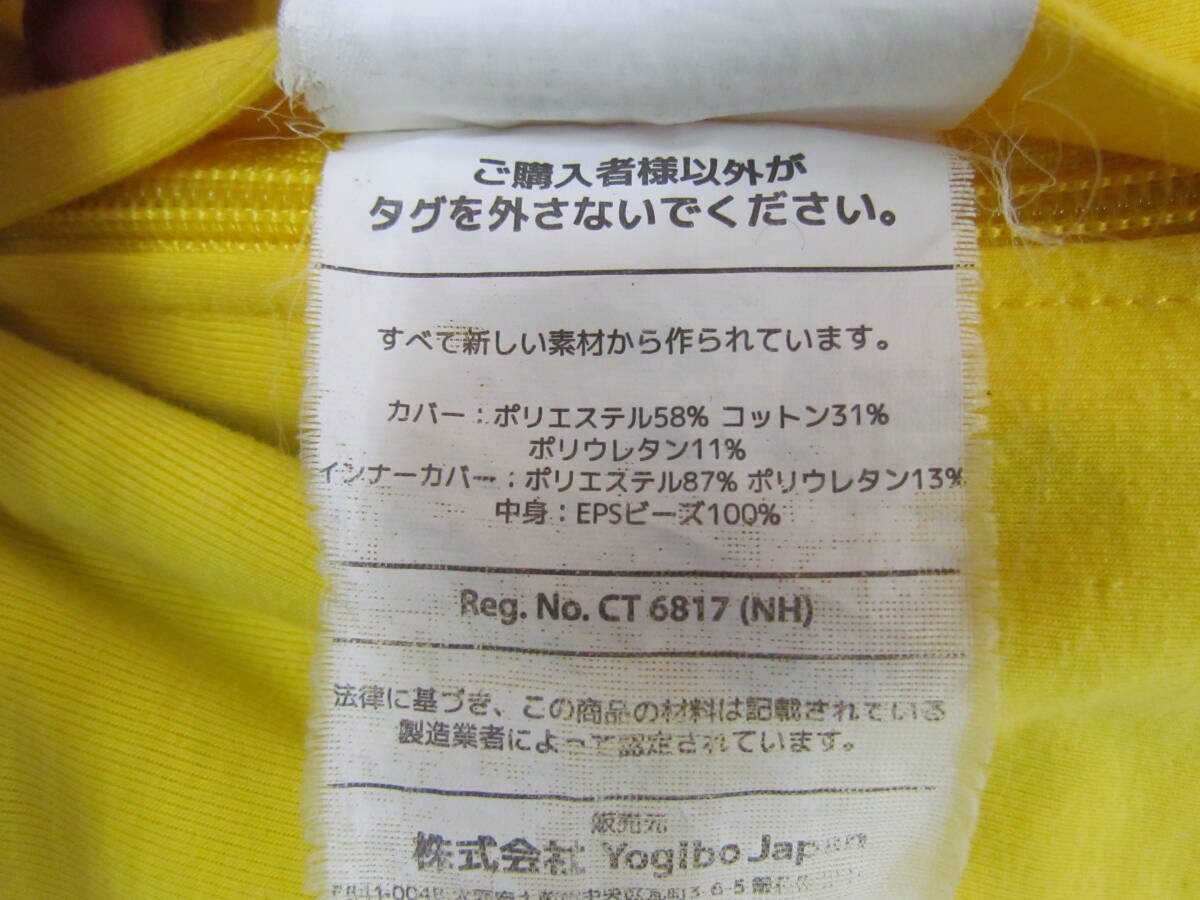 ご購入者様以外が
タグを外さないでください。
すべて新しい素材から作られています。
カバー：ポリエステル58% コットン31%
ポリウレタン11%
インナーカバー：ポリエステル87% ポリウレタン13%
中身：EPSビーズ100%
Reg. No. CT 6817 (NH)
法律に基づき、この商品の材料は記載されている
製造業者によって認定されています。
販売元
株式会社 Yogibo Japan
3-6-5